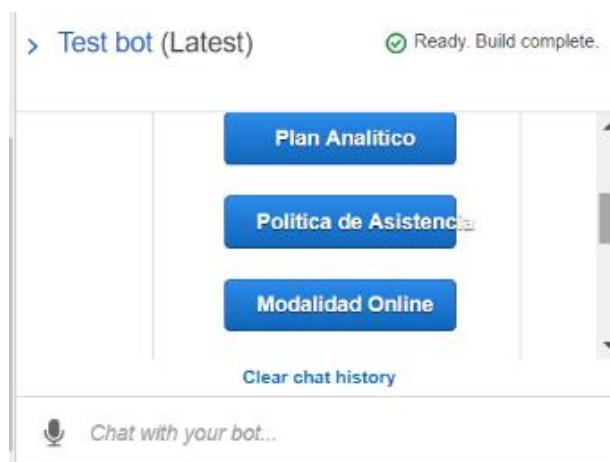 > Test bot (Latest)
Ready. Build complete.
Plan Analitico
Politica de Asistencia
Modalidad Online
Clear chat history
Chat with your bot...